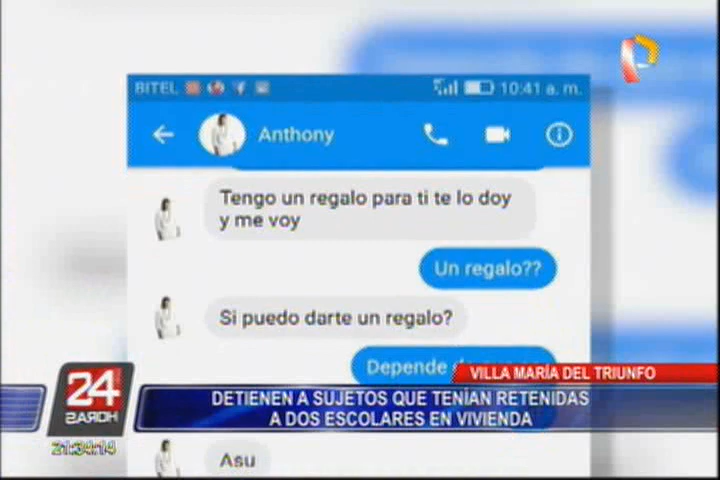 BITEL
10:41 a. m.
Anthony
Tengo un regalo para ti te lo doy
y me voy
Un regalo??
Si puedo darte un regalo?
Depende
VILLA MARÍA DEL TRIUNFO
24
HORAS
DETIENEN A SUJETOS QUE TENÍAN RETENIDAS
A DOS ESCOLARES EN VIVIENDA
21:34:14
Asu